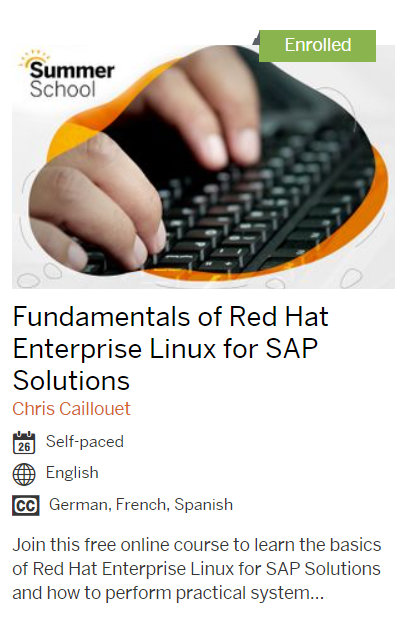 Enrolled
Summer
School
Fundamentals of Red Hat
Enterprise Linux for SAP
Solutions
Chris Caillouet
26
Self-paced
English
CC
German, French, Spanish
Join this free online course to learn the basics
of Red Hat Enterprise Linux for SAP Solutions
and how to perform practical system...